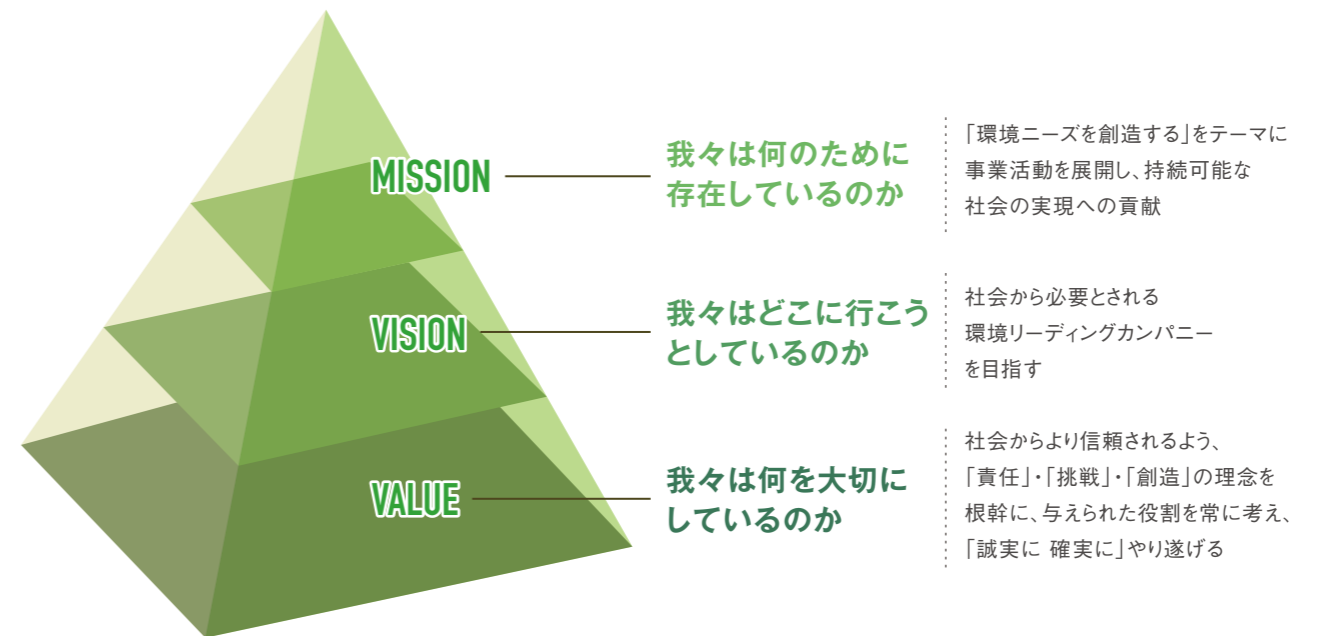 MISSION
我々は何のために
存在しているのか
「環境ニーズを創造する」をテーマに
事業活動を展開し、持続可能な
社会の実現への貢献
VISION
我々はどこに行こう
としているのか
社会から必要とされる
環境リーディングカンパニー
を目指す
VALUE
我々は何を大切に
しているのか
社会からより信頼されるよう、
「責任」・「挑戦」・「創造」の理念を
根幹に、与えられた役割を常に考え、
「誠実に 確実に」やり遂げる